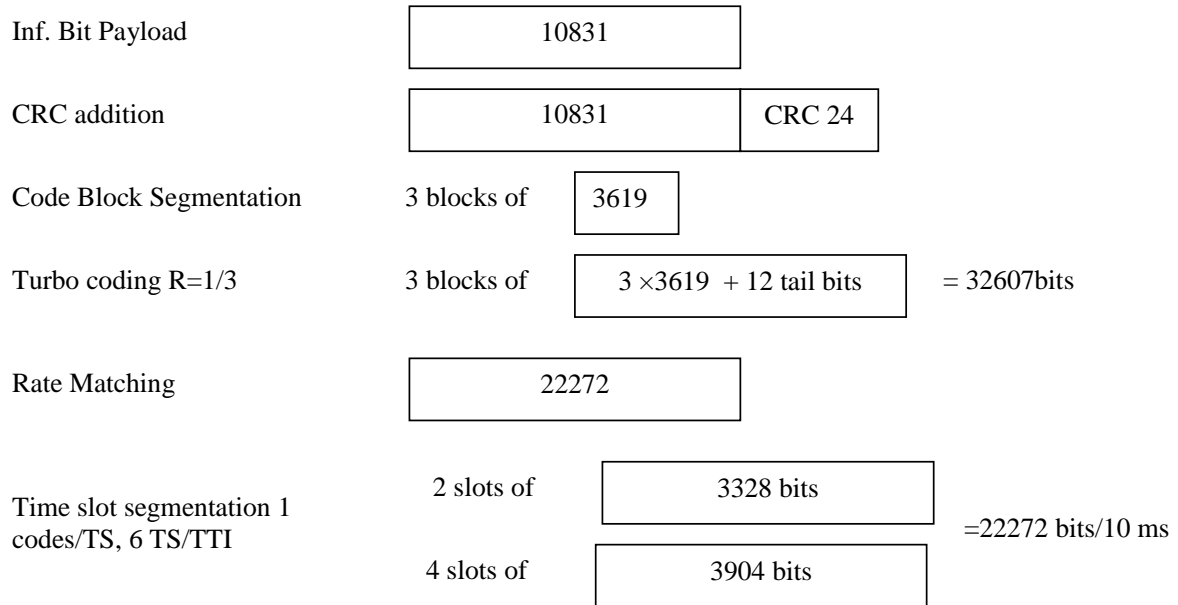 Inf. Bit Payload 10831
CRC addition 10831 CRC 24
Code Block Segmentation 3 blocks of 3619
Turbo coding R=1/3 3 blocks of 3 ×3619 + 12 tail bits = 32607bits
Rate Matching 22272
2 slots of 3328 bits
Time slot segmentation 1
codes/TS, 6 TS/TTI
=22272 bits/10 ms
4 slots of 3904 bits